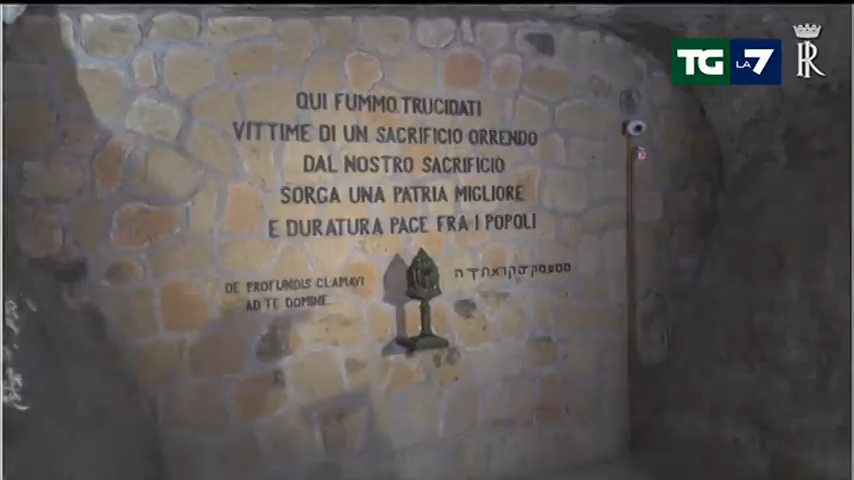 TG LA7
QUI FUMMO TRUCIDATI
VITTIME DI UN SACRIFICIO ORRENDO
DAL NOSTRO SACRIFICIO
SORGA UNA PATRIA MIGLIORE
E DURATURA PACE FRA I POPOLI
DE PROFUNDIS CLAMAVI
AD TE DOMINE